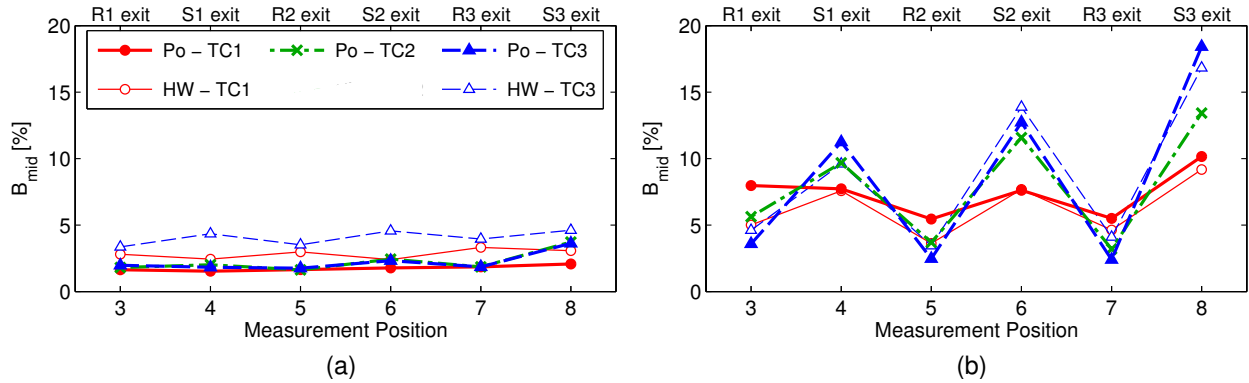 R1 exit S1 exit R2 exit S2 exit R3 exit S3 exit
20
15
10
5
0
B_mid [%]
Po – TC1 Po – TC2 Po – TC3
HW – TC1 HW – TC3
3 4 5 6 7 8
Measurement Position
(a)
R1 exit S1 exit R2 exit S2 exit R3 exit S3 exit
20
15
10
5
0
B_mid [%]
3 4 5 6 7 8
Measurement Position
(b)